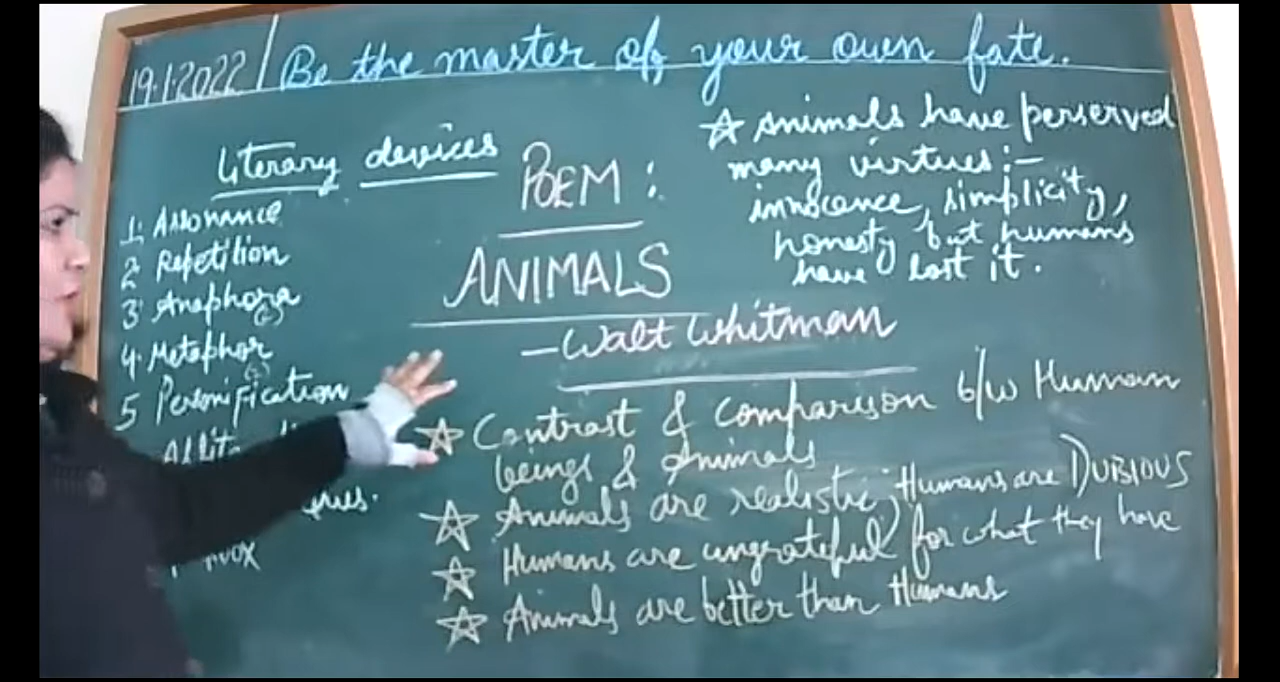 19.1.2022 / Be the master of your own fate.
Literary devices
1. Assonance
2. Repetition
3. Anaphora
4. Metaphor
5 Personification
POEM :
ANIMALS
– Walt Whitman
☆ Animals have perserved
many virtues :–
innocence, simplicity,
honesty but humans
have lost it.
☆ Contrast & Comparison b/w Human
beings & Animals
☆ Animals are realistic; Humans are DUBIOUS
☆ Humans are ungrateful for what they have
☆ Animals are better than Humans